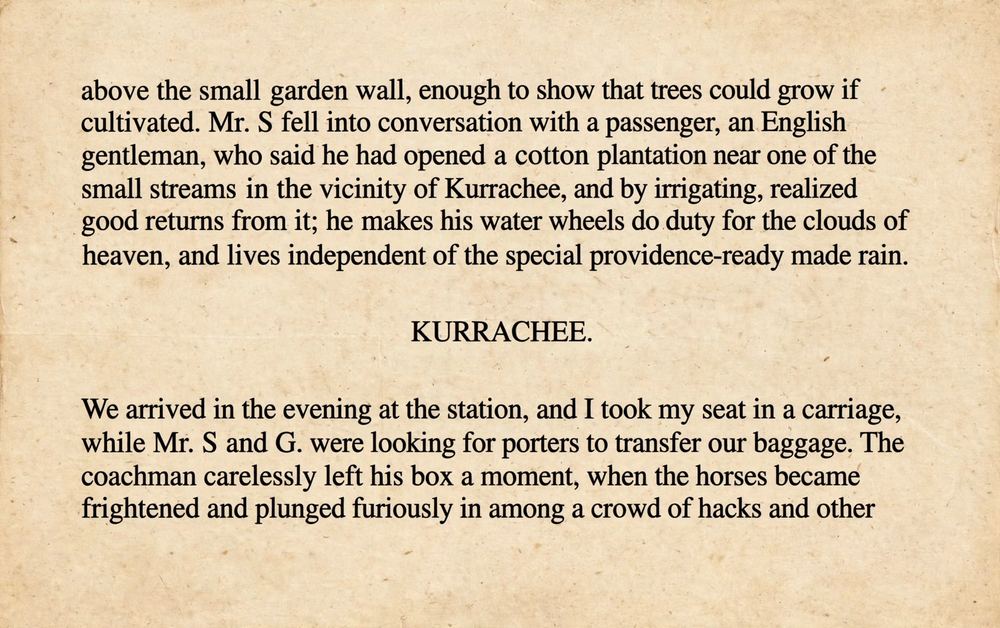 above the small garden wall, enough to show that trees could grow if
cultivated. Mr. S fell into conversation with a passenger, an English
gentleman, who said he had opened a cotton plantation near one of the
small streams in the vicinity of Kurrachee, and by irrigating, realized
good returns from it; he makes his water wheels do duty for the clouds of
heaven, and lives independent of the special providence-ready made rain.
KURRACHEE.
We arrived in the evening at the station, and I took my seat in a carriage,
while Mr. S and G. were looking for porters to transfer our baggage. The
coachman carelessly left his box a moment, when the horses became
frightened and plunged furiously in among a crowd of hacks and other